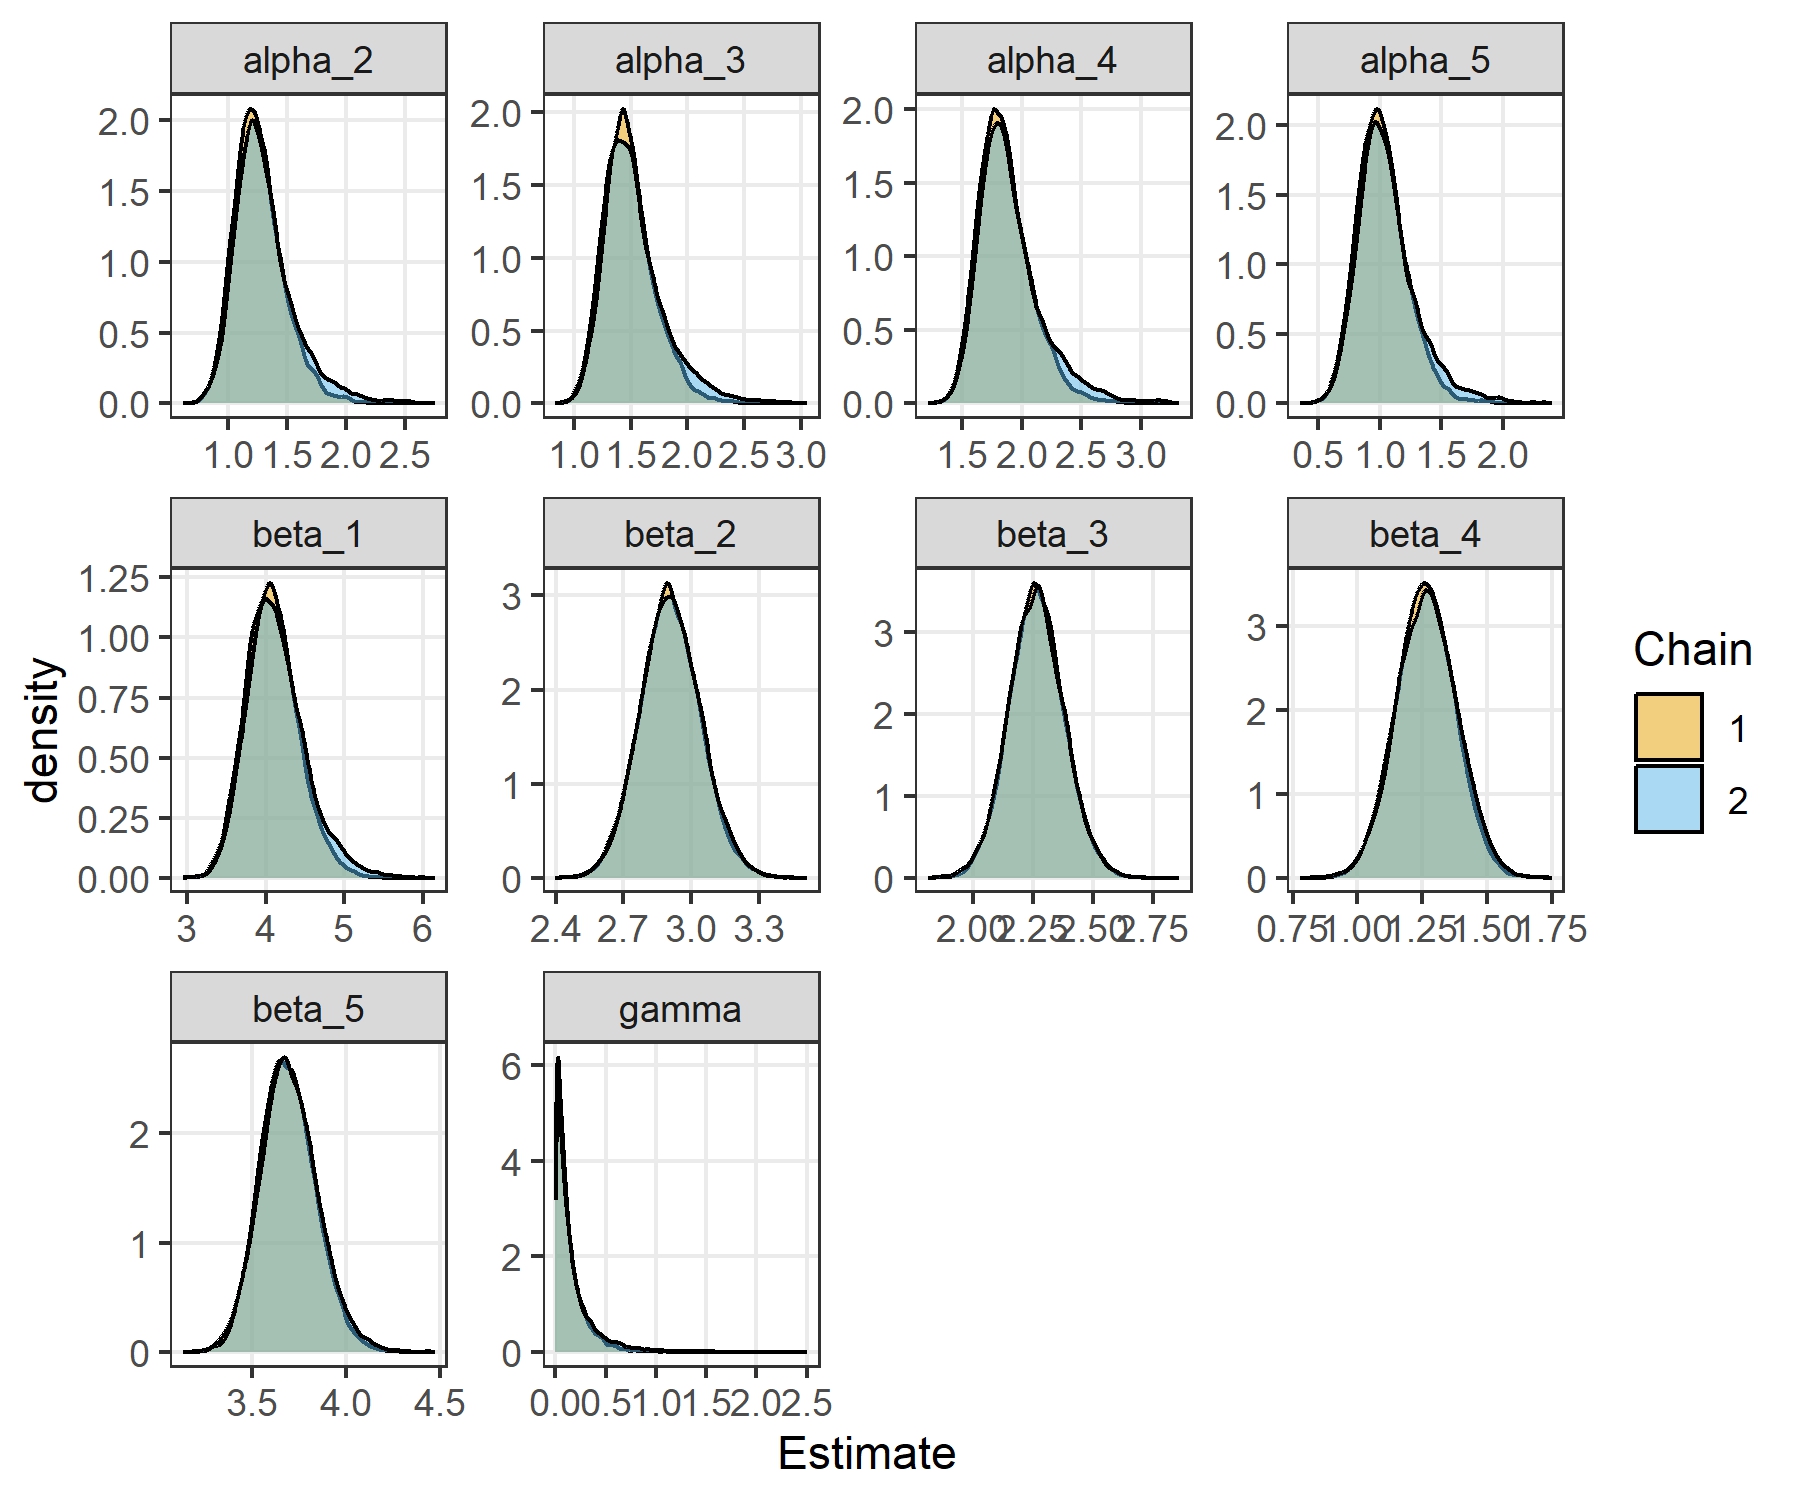 alpha_2 alpha_3 alpha_4 alpha_5
2.0 2.0 2.0 2.0
1.5 1.5 1.5 1.5
1.0 1.0 1.0 1.0
0.5 0.5 0.5 0.5
0.0 0.0 0.0 0.0
1.0 1.5 2.0 2.5 1.0 1.5 2.0 2.5 3.0 1.5 2.0 2.5 3.0 0.5 1.0 1.5 2.0
beta_1 beta_2 beta_3 beta_4
1.25
1.00
0.75
0.50
0.25
0.00
3
2
1
0
3
2
1
0
3
2
1
0
3 4 5 6 2.4 2.7 3.0 3.3 2.00 2.25 2.50 2.75 0.75 1.00 1.25 1.50 1.75
beta_5 gamma
2
1
0
6
4
2
0
3.5 4.0 4.5 0.0 0.5 1.0 1.5 2.0 2.5
density
Estimate
Chain
1
2